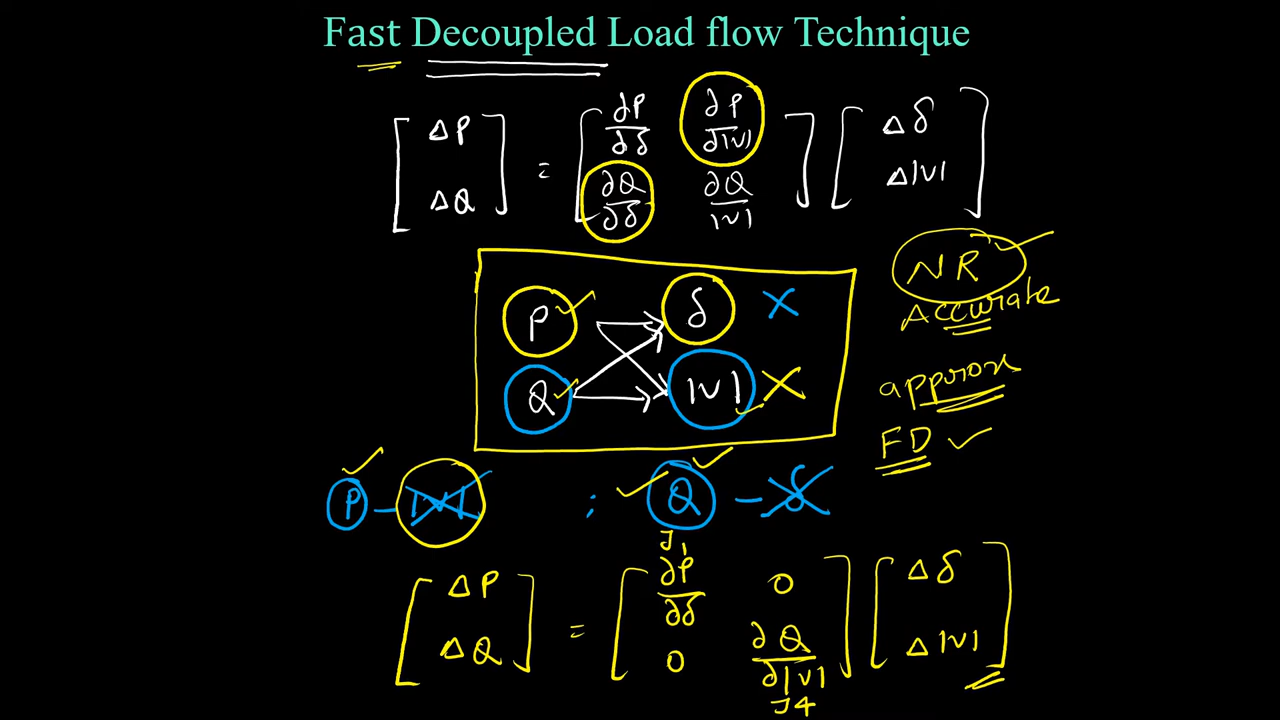 Fast Decoupled Load flow Technique
[ΔP ΔQ] = [∂P/∂δ ∂P/∂|V| ∂Q/∂δ ∂Q/|V|] [Δδ Δ|V|]
NR ✓
Accurate
P ✓ δ ×
Q ✓ |V| ×
approx
FD ✓
P - |V| ; Q - δ
J1
[ΔP ΔQ] = [∂P/∂δ 0 0 ∂Q/∂|V|] [Δδ Δ|V|]
J4